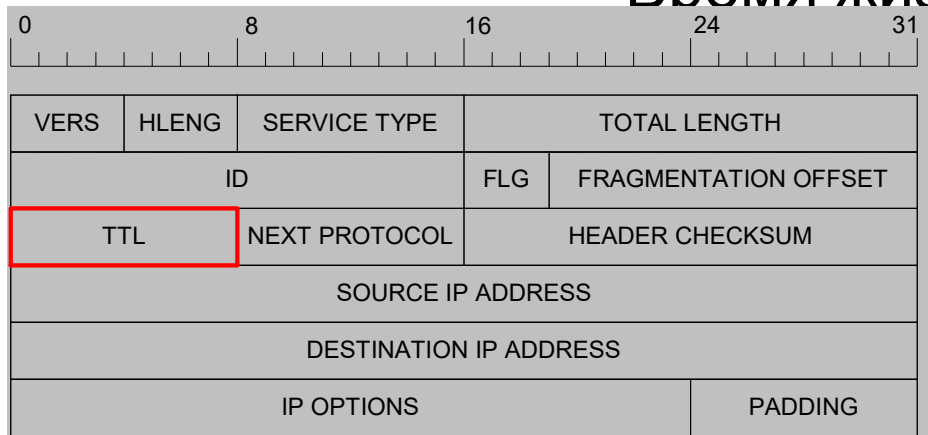 0 8 16 24 31
VERS HLENG SERVICE TYPE TOTAL LENGTH
ID FLG FRAGMENTATION OFFSET
TTL NEXT PROTOCOL HEADER CHECKSUM
SOURCE IP ADDRESS
DESTINATION IP ADDRESS
IP OPTIONS PADDING